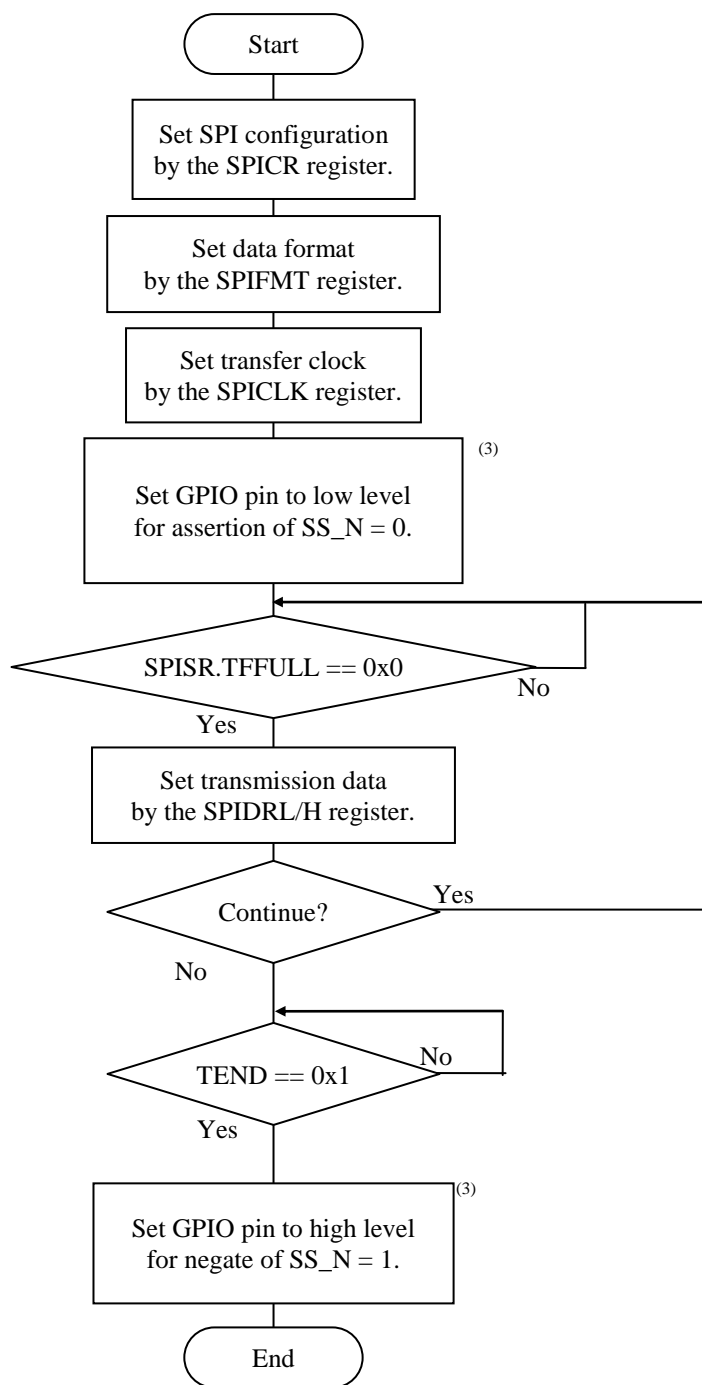 Start
Set SPI configuration
by the SPICR register.
Set data format
by the SPIFMT register.
Set transfer clock
by the SPICLK register.
(3)
Set GPIO pin to low level
for assertion of SS_N = 0.
SPISR.TFFULL == 0x0
No
Yes
Set transmission data
by the SPIDRL/H register.
Continue?
Yes
No
TEND == 0x1
No
Yes
(3)
Set GPIO pin to high level
for negate of SS_N = 1.
End